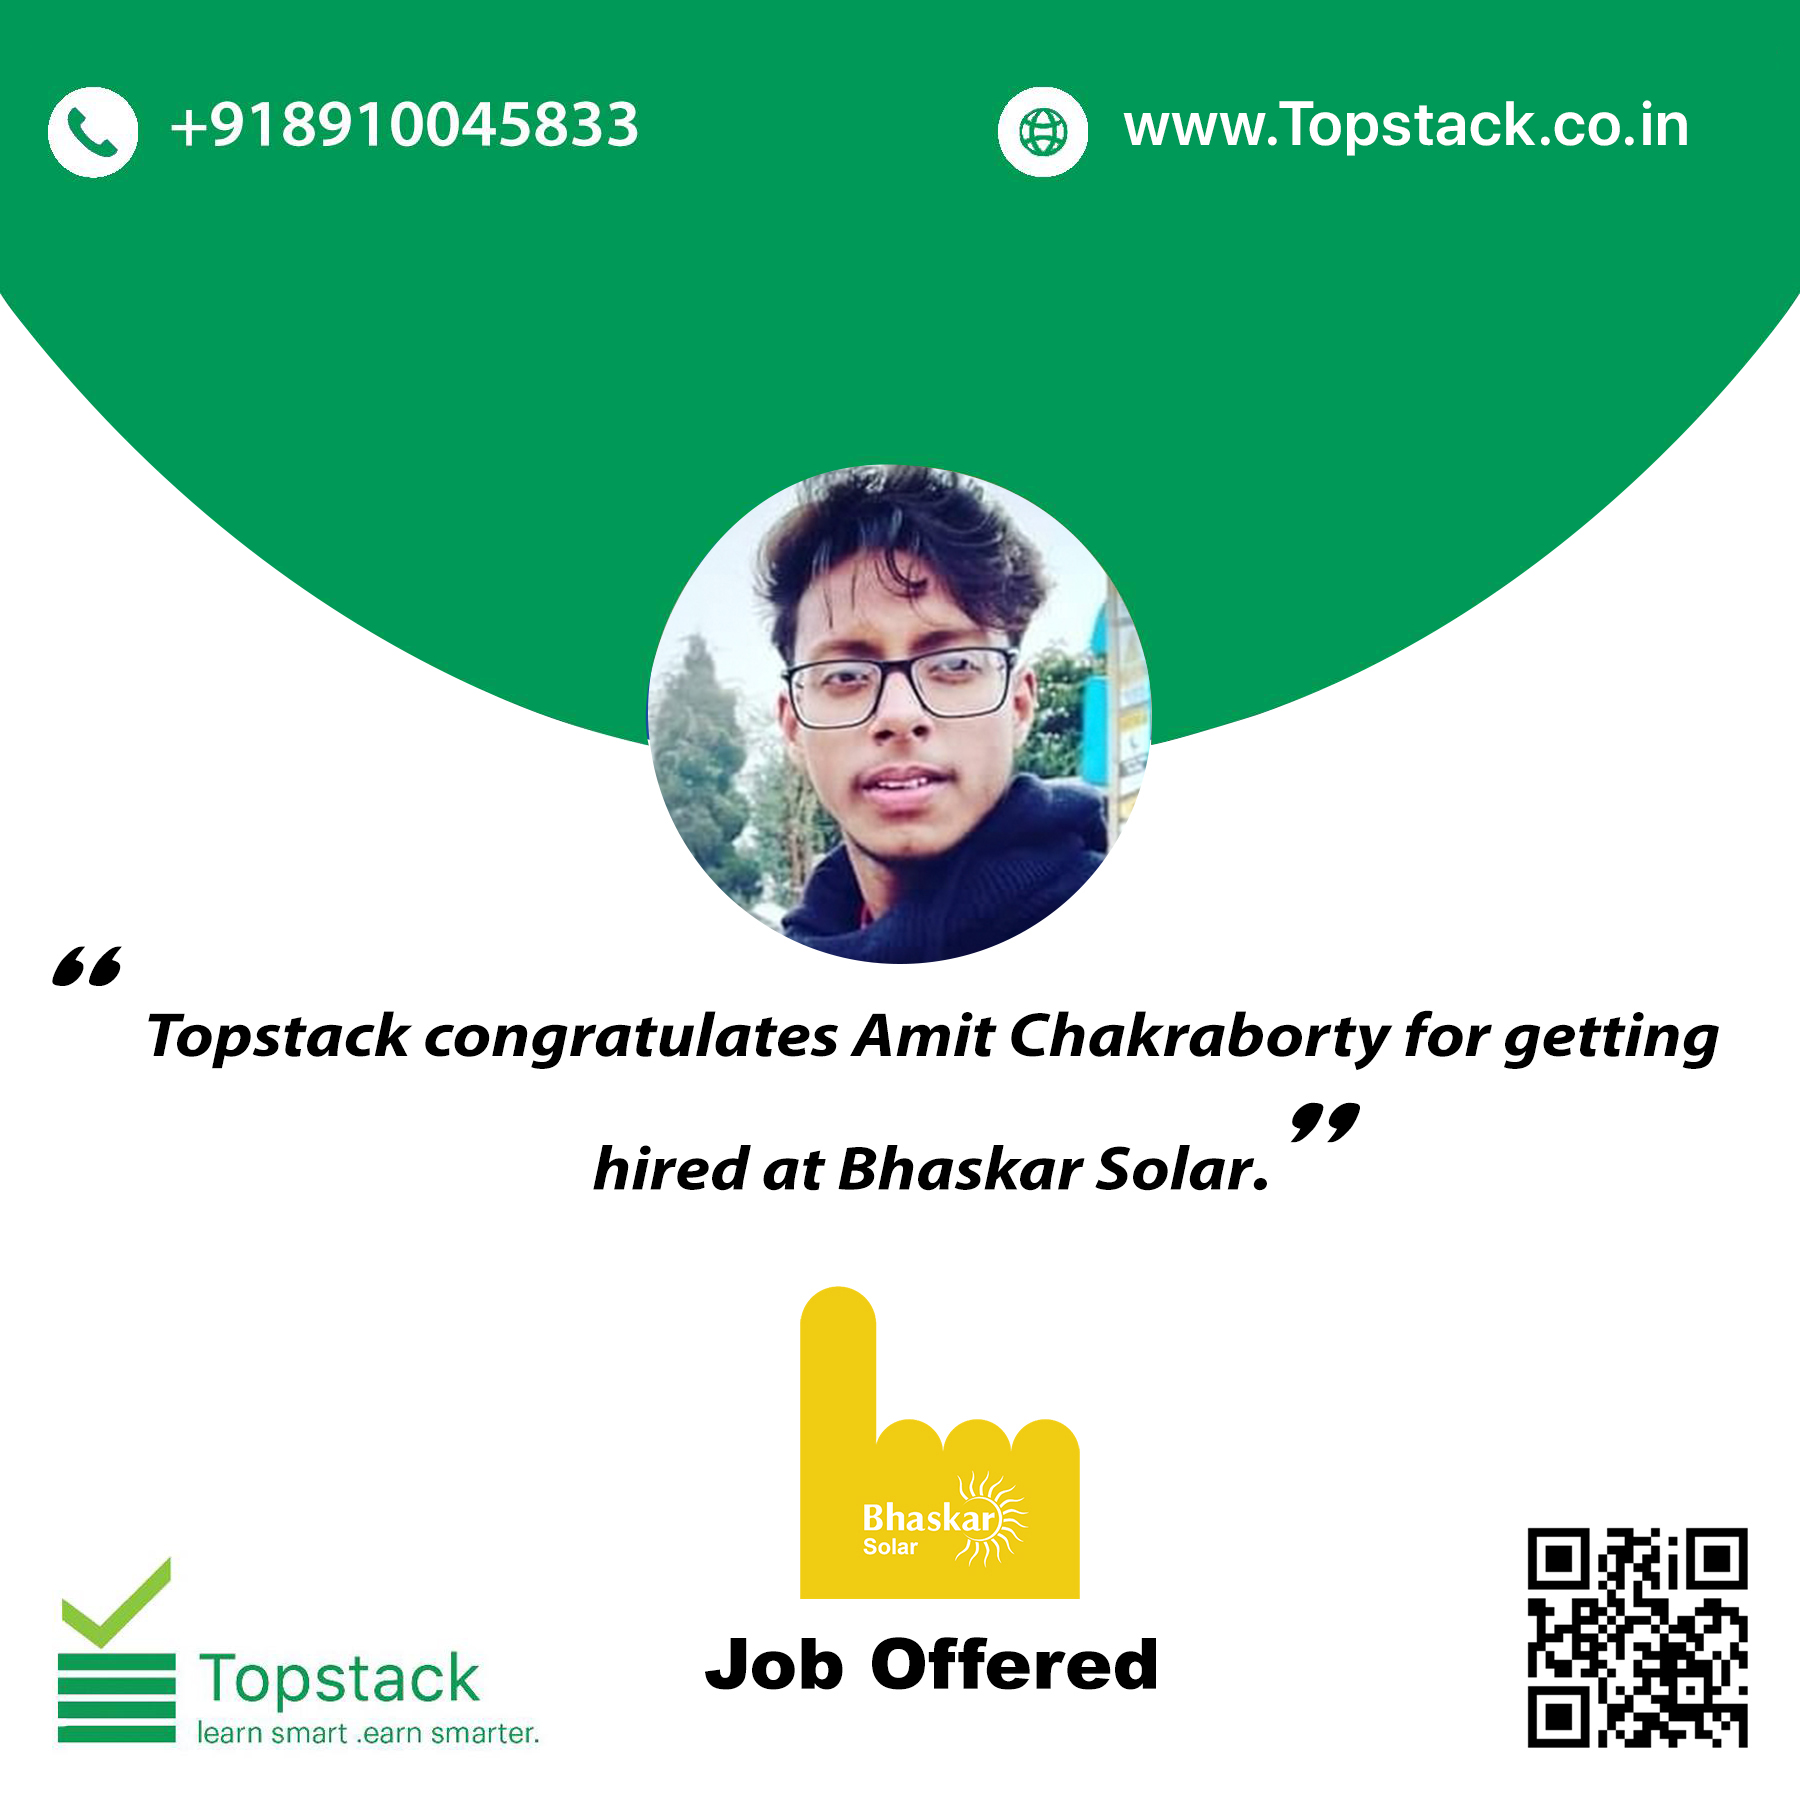 +918910045833
www.Topstack.co.in
“ Topstack congratulates Amit Chakraborty for getting
hired at Bhaskar Solar. ”
Bhaskar
Solar
Job Offered
Topstack
learn smart .earn smarter.